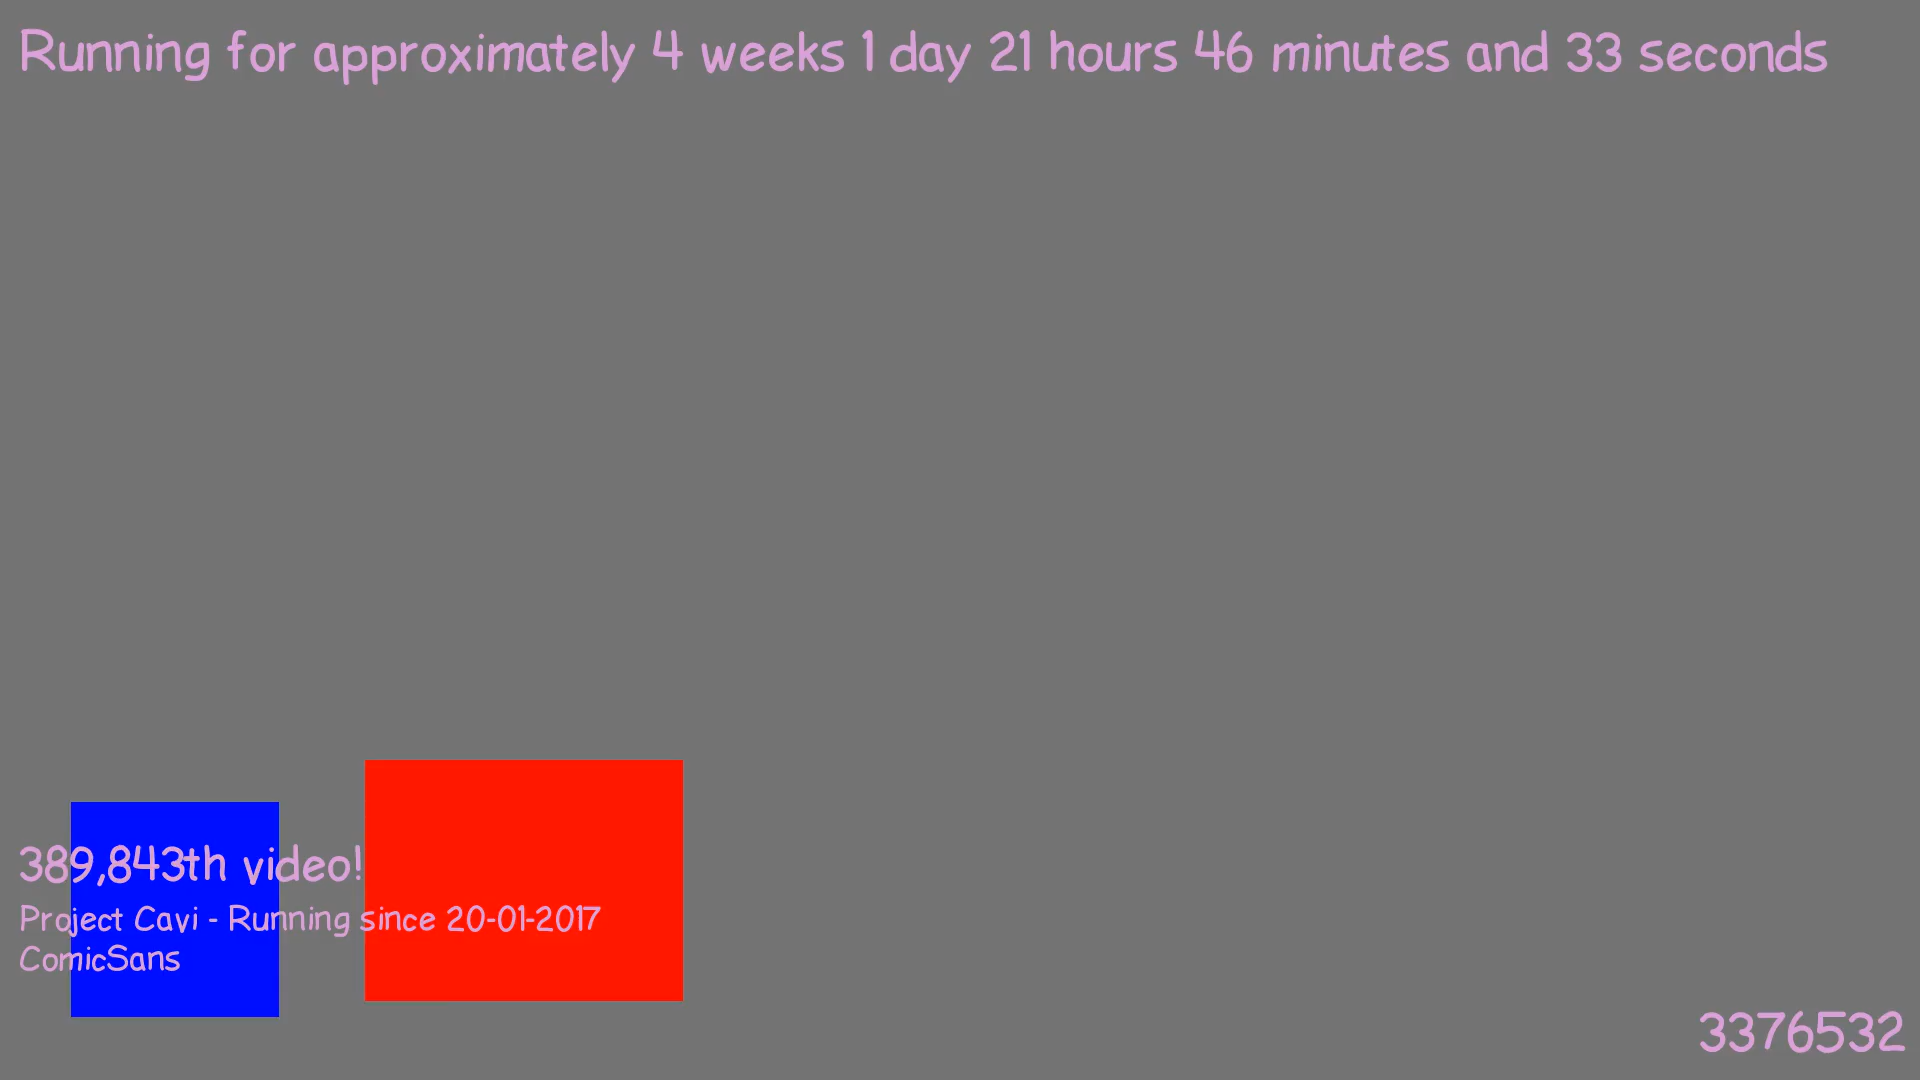 Running for approximately 4 weeks 1 day 21 hours 46 minutes and 33 seconds
389,843th video!
Project Cavi - Running since 20-01-2017
ComicSans
3376532